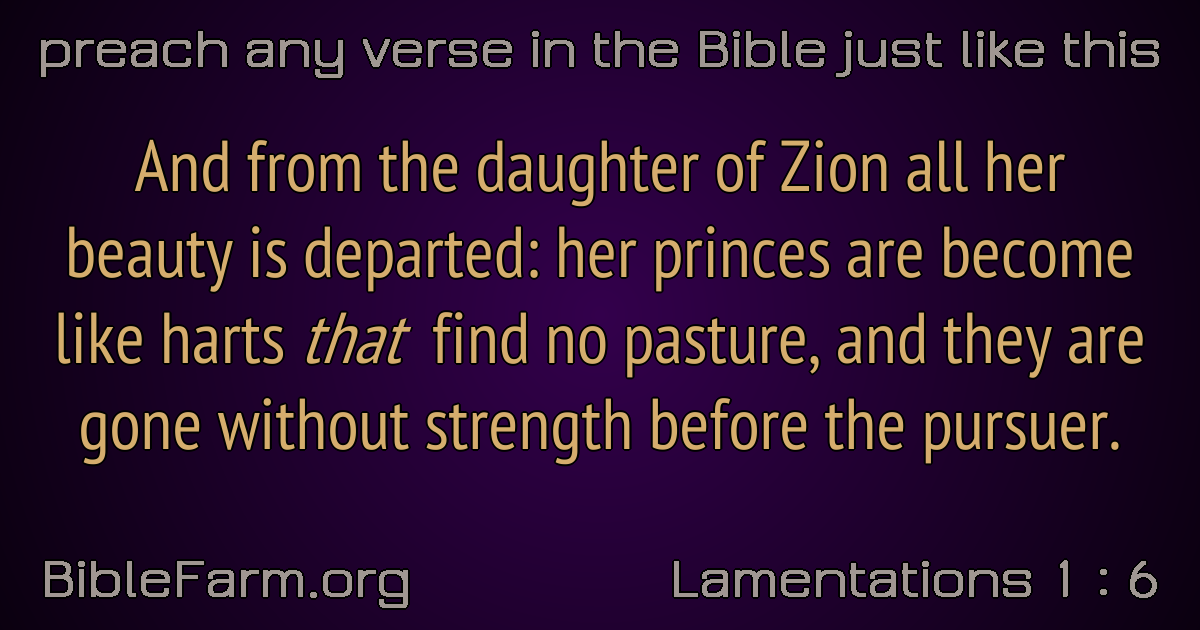 preach any verse in the Bible just like this
And from the daughter of Zion all her
beauty is departed: her princes are become
like harts that find no pasture, and they are
gone without strength before the pursuer.
BibleFarm.org
Lamentations 1 : 6